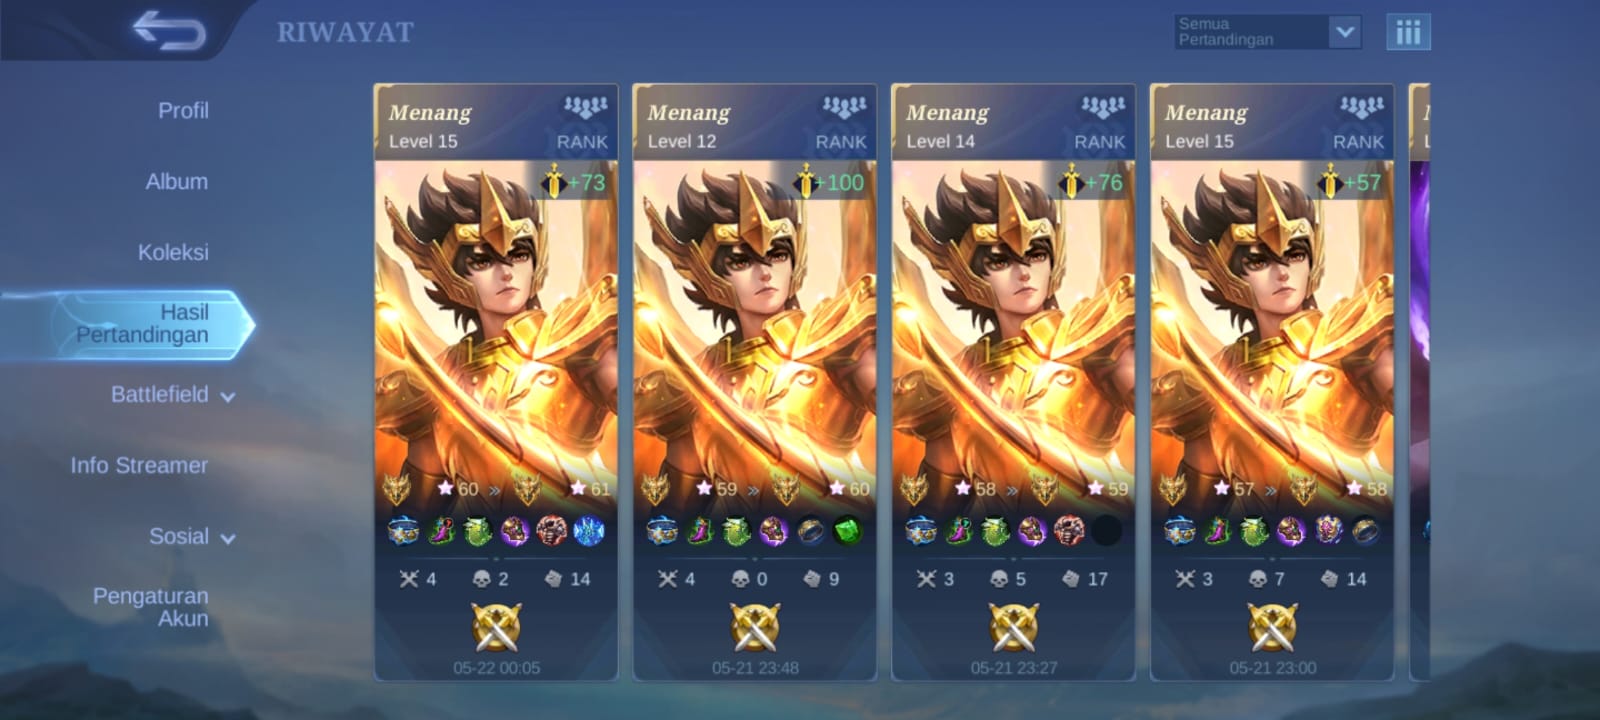 RIWAYAT
Semua
Pertandingan
Profil
Album
Koleksi
Hasil
Pertandingan
Battlefield
Info Streamer
Sosial
Pengaturan
Akun
Menang
Level 15 RANK
+73
60 » 61
4 2 14
05-22 00:05
Menang
Level 12 RANK
+100
59 » 60
4 0 9
05-21 23:48
Menang
Level 14 RANK
+76
58 » 59
3 5 17
05-21 23:27
Menang
Level 15 RANK
+57
57 » 58
3 7 14
05-21 23:00